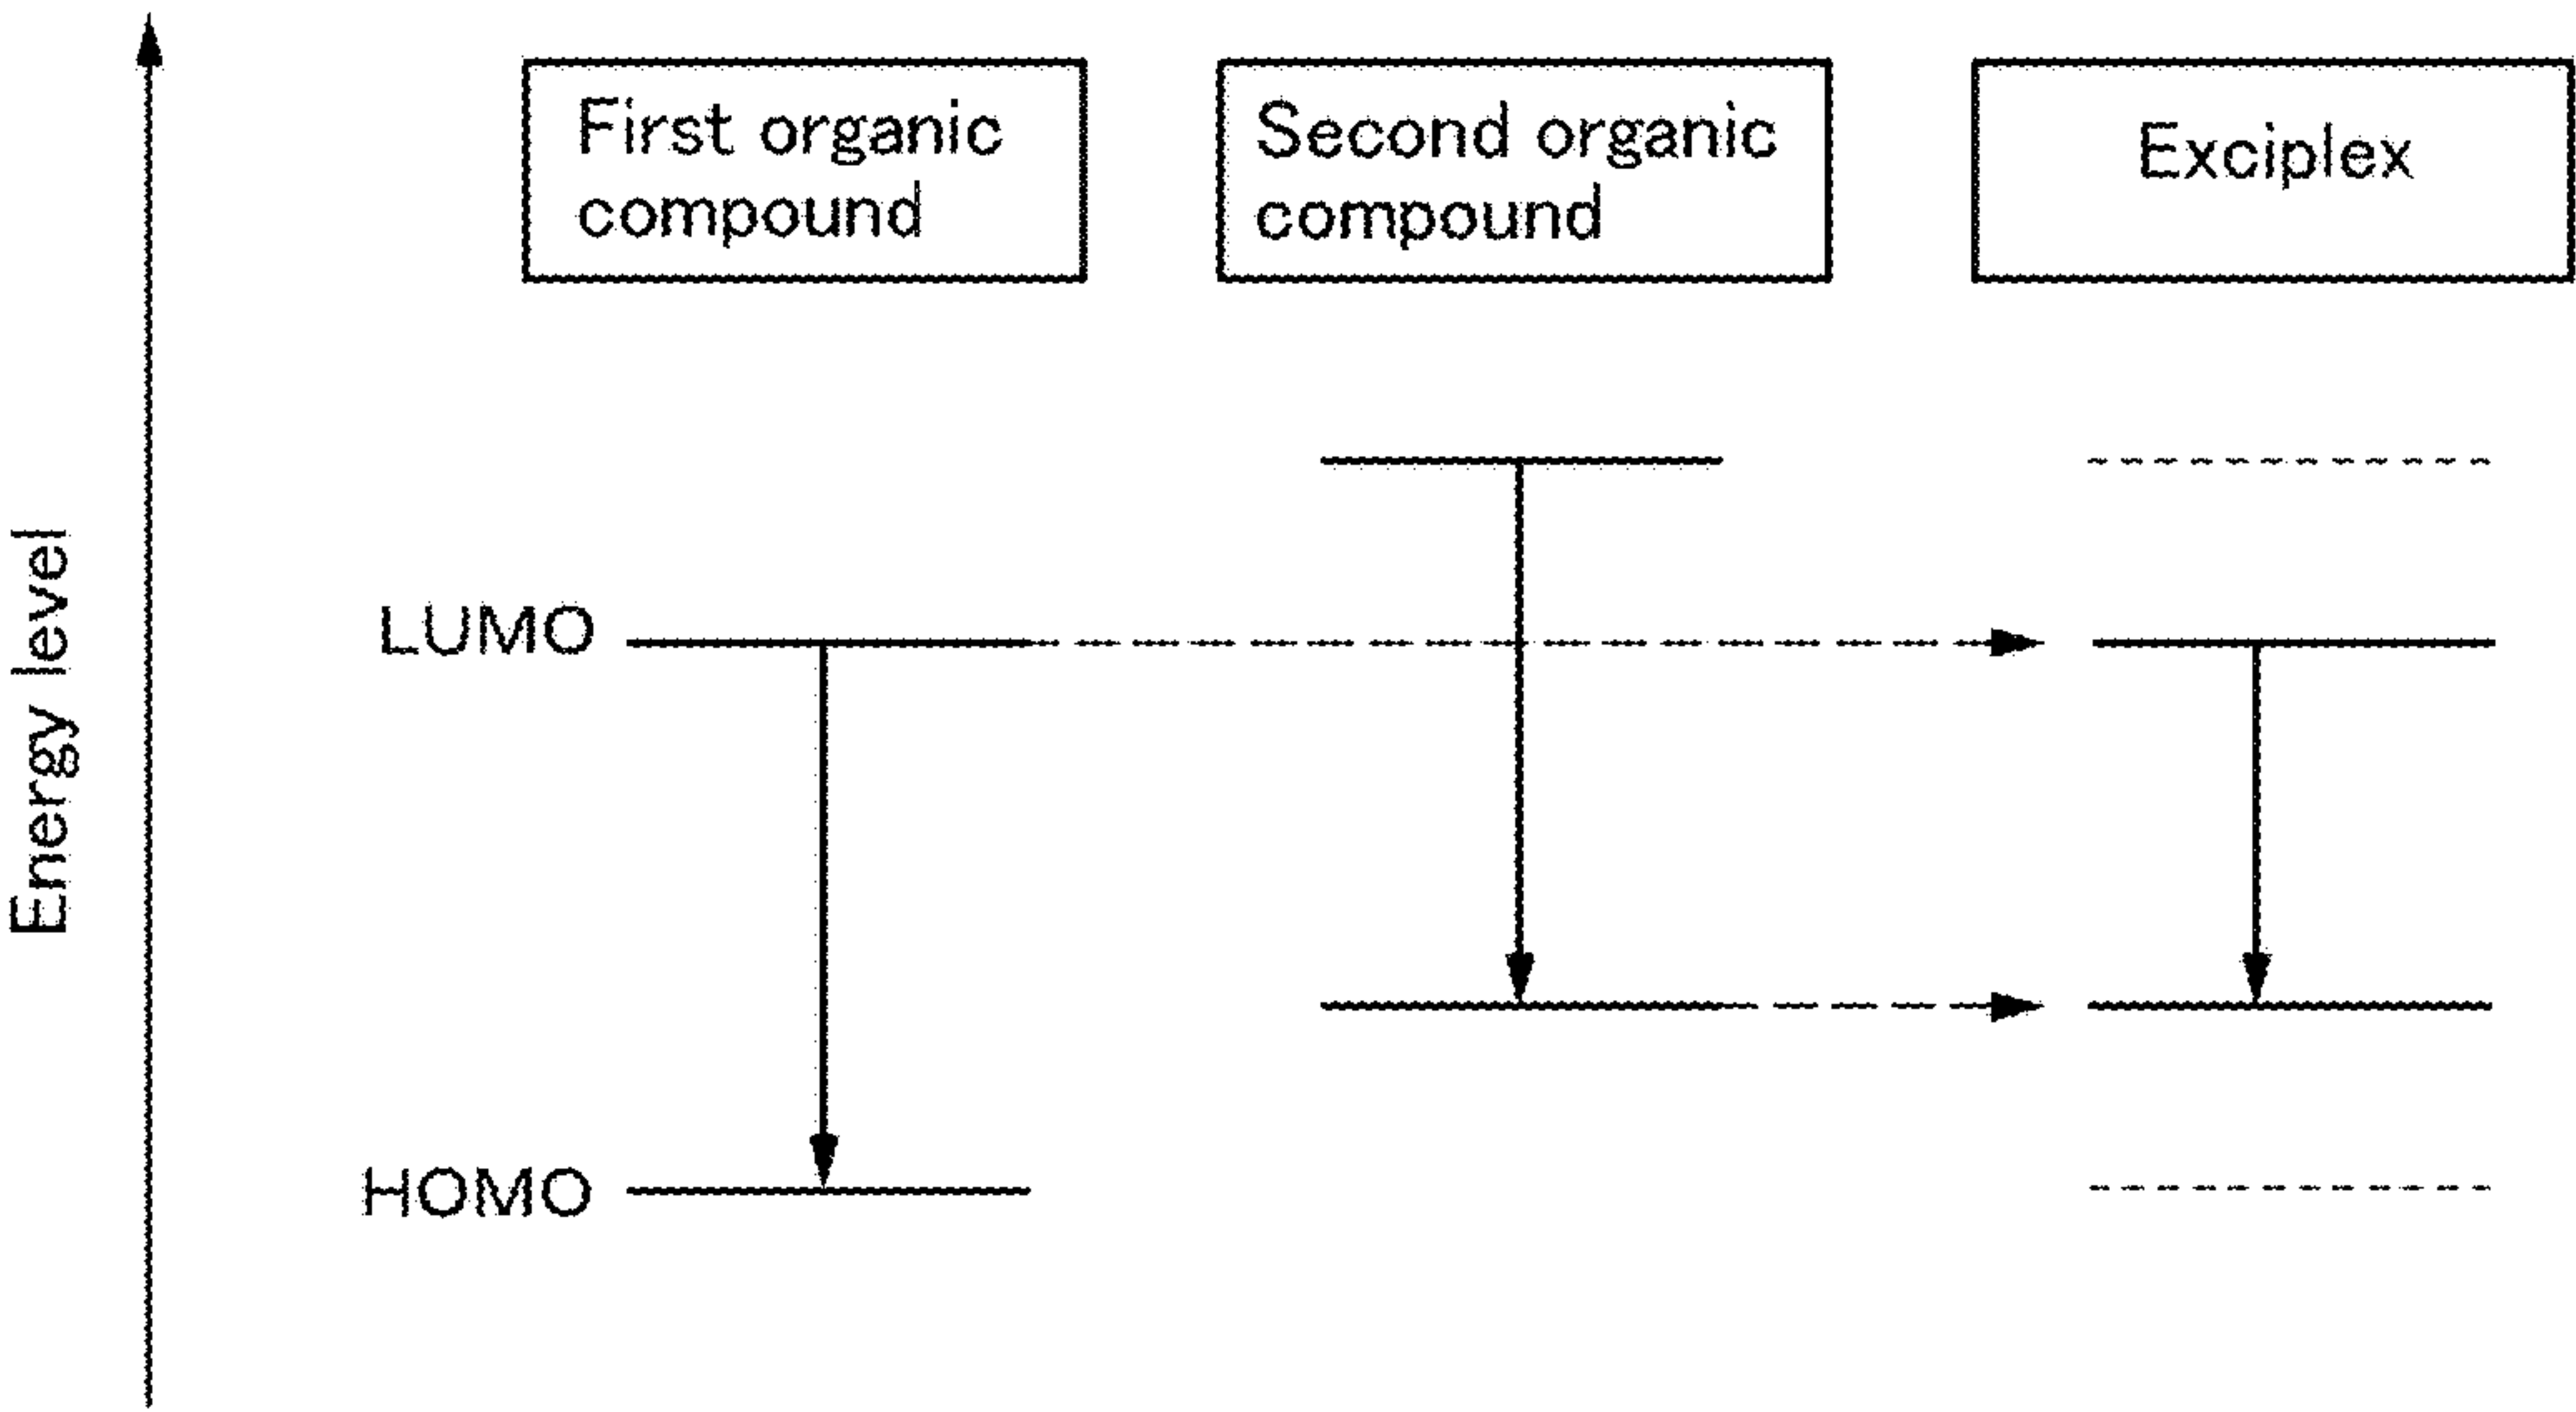 First organic
compound
Second organic
compound
Exciplex
Energy level
LUMO
HOMO